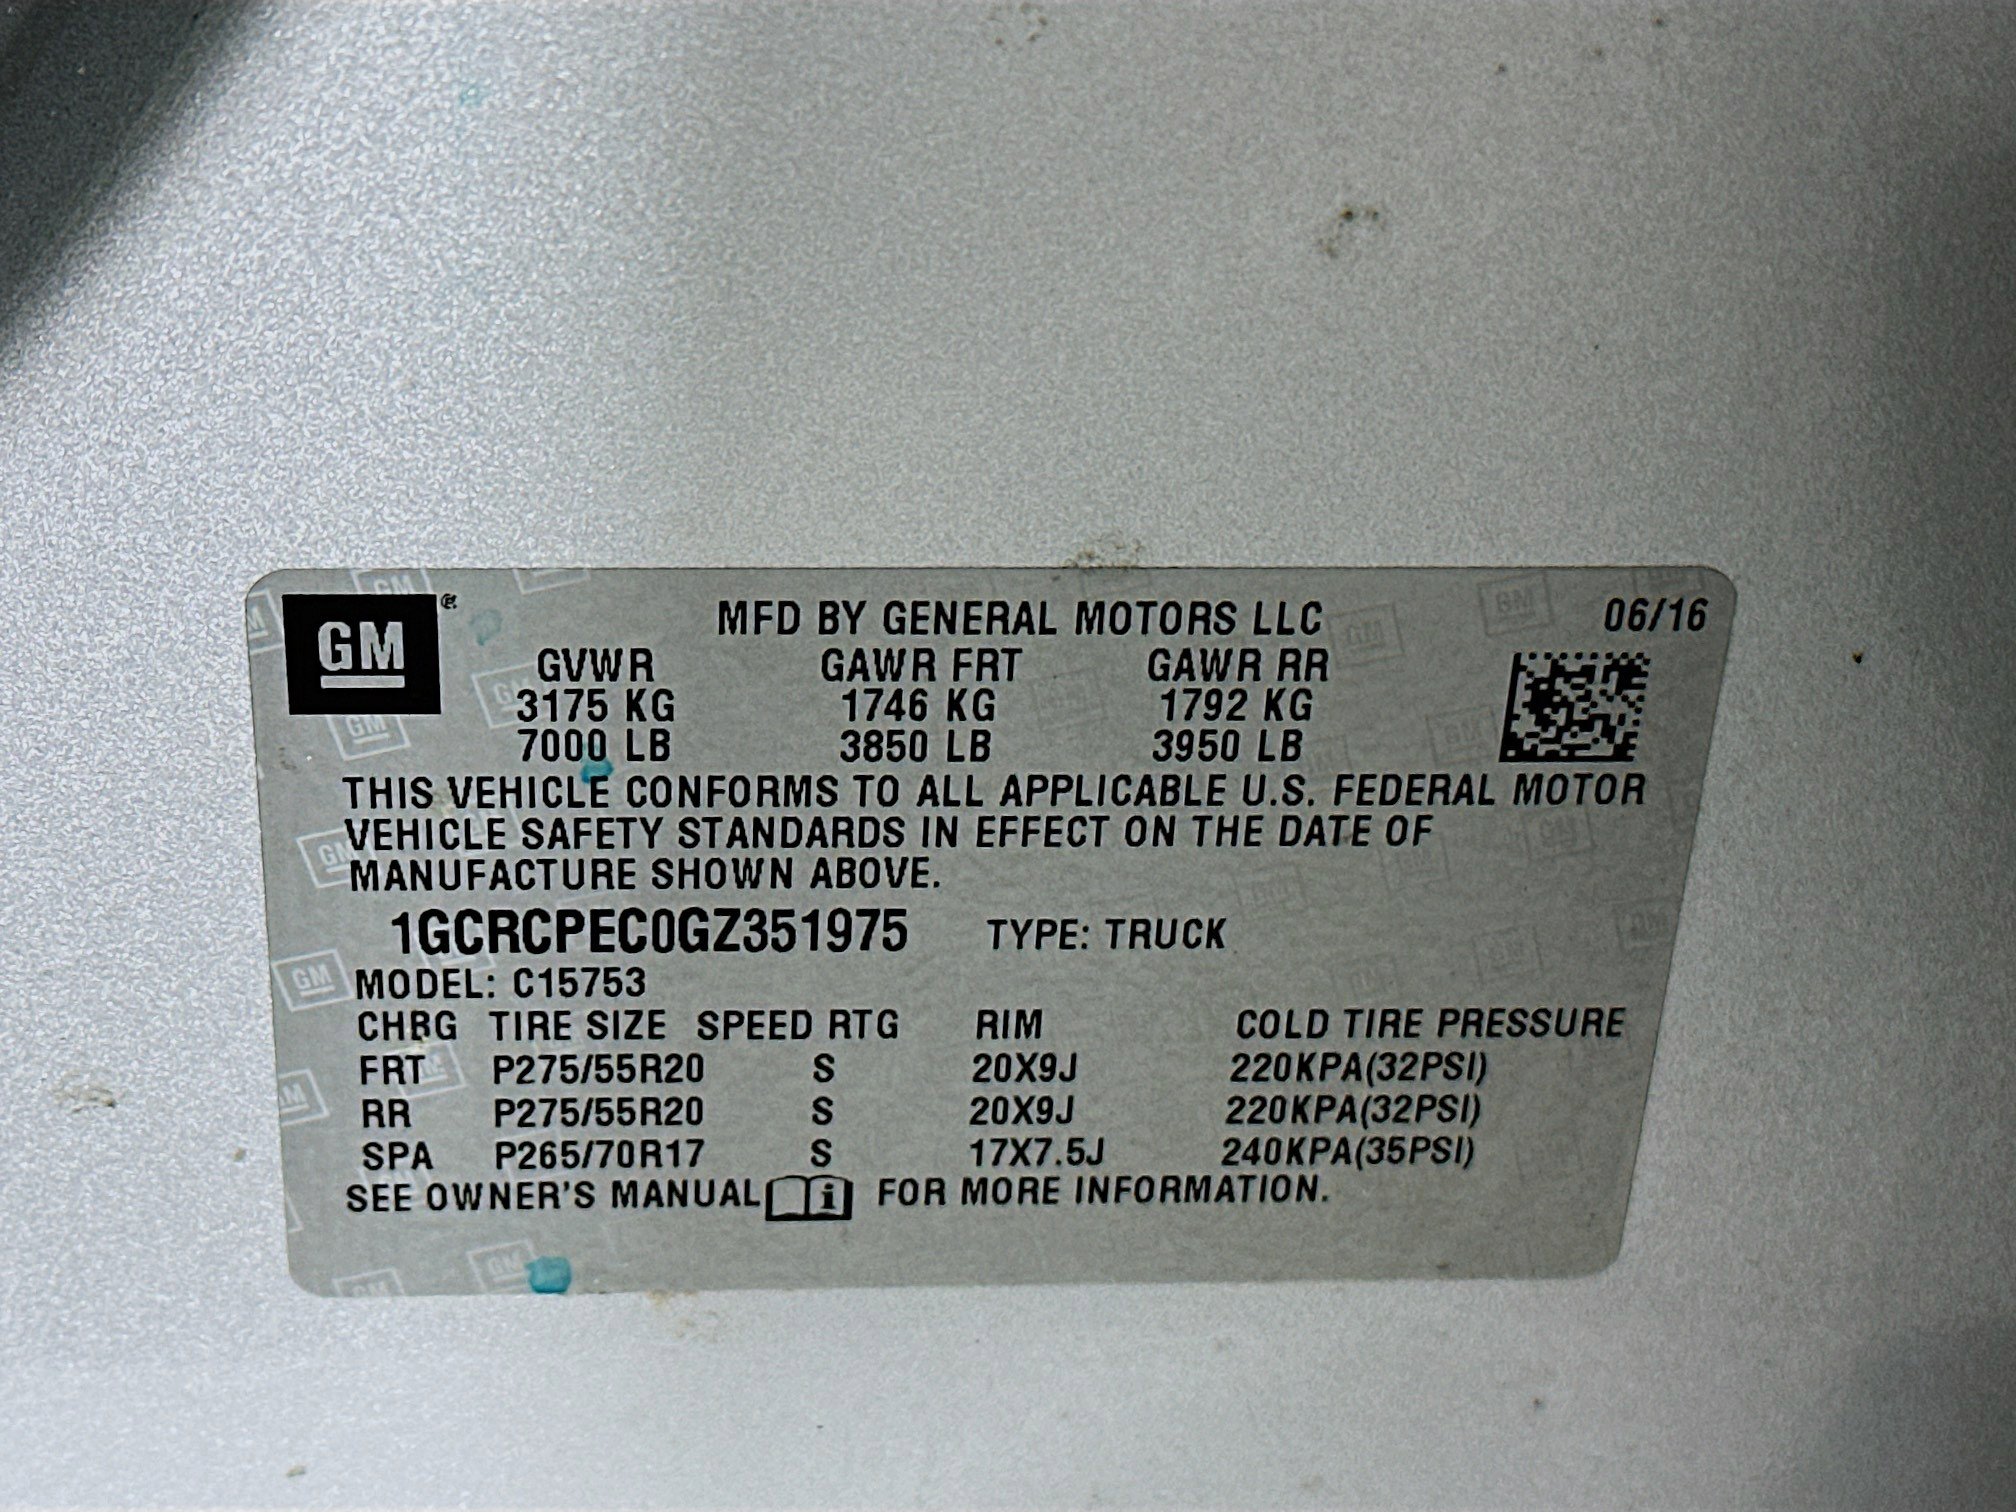 GM®
MFD BY GENERAL MOTORS LLC 06/16
GVWR GAWR FRT GAWR RR
3175 KG 1746 KG 1792 KG
7000 LB 3850 LB 3950 LB
THIS VEHICLE CONFORMS TO ALL APPLICABLE U.S. FEDERAL MOTOR
VEHICLE SAFETY STANDARDS IN EFFECT ON THE DATE OF
MANUFACTURE SHOWN ABOVE.
1GCRCPEC0GZ351975 TYPE: TRUCK
MODEL: C15753
CHBG TIRE SIZE SPEED RTG RIM COLD TIRE PRESSURE
FRT P275/55R20 S 20X9J 220KPA(32PSI)
RR P275/55R20 S 20X9J 220KPA(32PSI)
SPA P265/70R17 S 17X7.5J 240KPA(35PSI)
SEE OWNER'S MANUAL i FOR MORE INFORMATION.